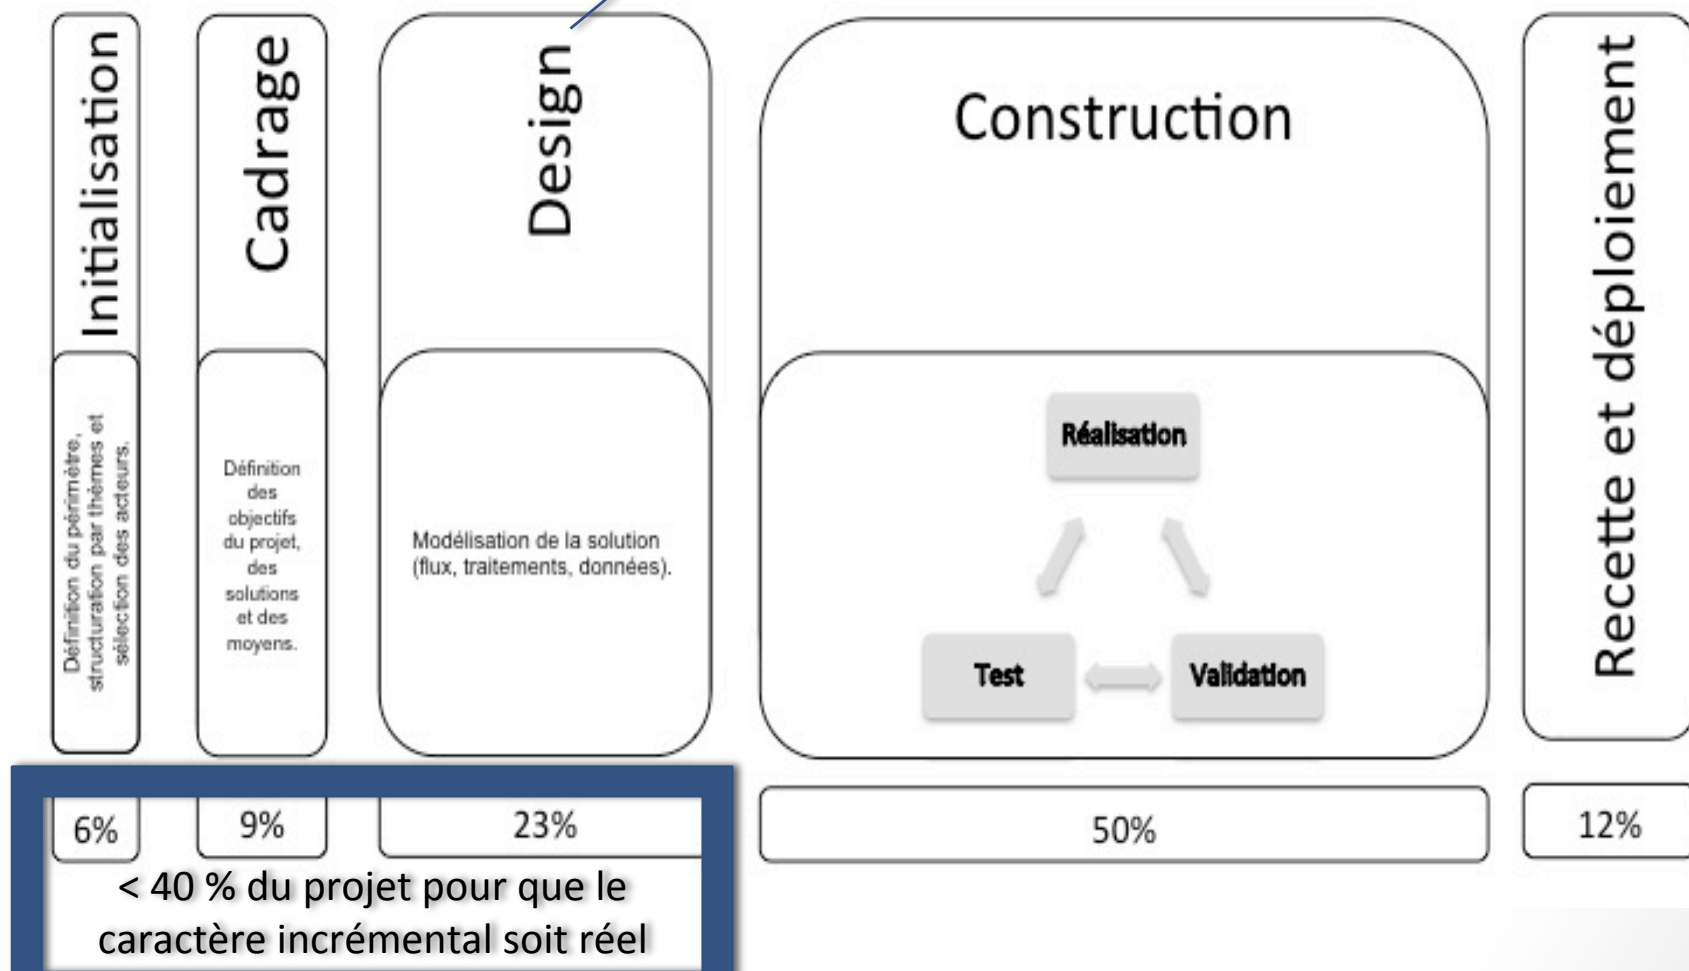 Initialisation
Définition du périmètre,
structuration par thèmes et
sélection des acteurs.
Cadrage
Définition
des
objectifs
du projet,
des
solutions
et des
moyens.
Design
Modélisation de la solution
(flux, traitements, données).
Construction
Réalisation
Test
Validation
Recette et déploiement
6%
9%
23%
50%
12%
< 40 % du projet pour que le
caractère incrémental soit réel